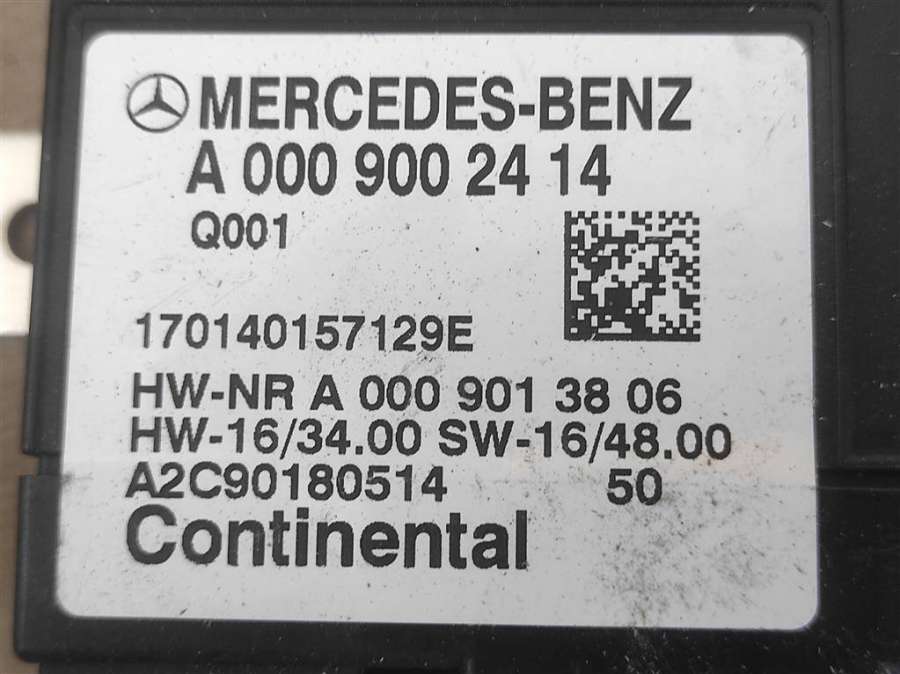 MERCEDES-BENZ
A 000 900 24 14
Q001
170140157129E
HW-NR A 000 901 38 06
HW-16/34.00 SW-16/48.00
A2C90180514 50
Continental